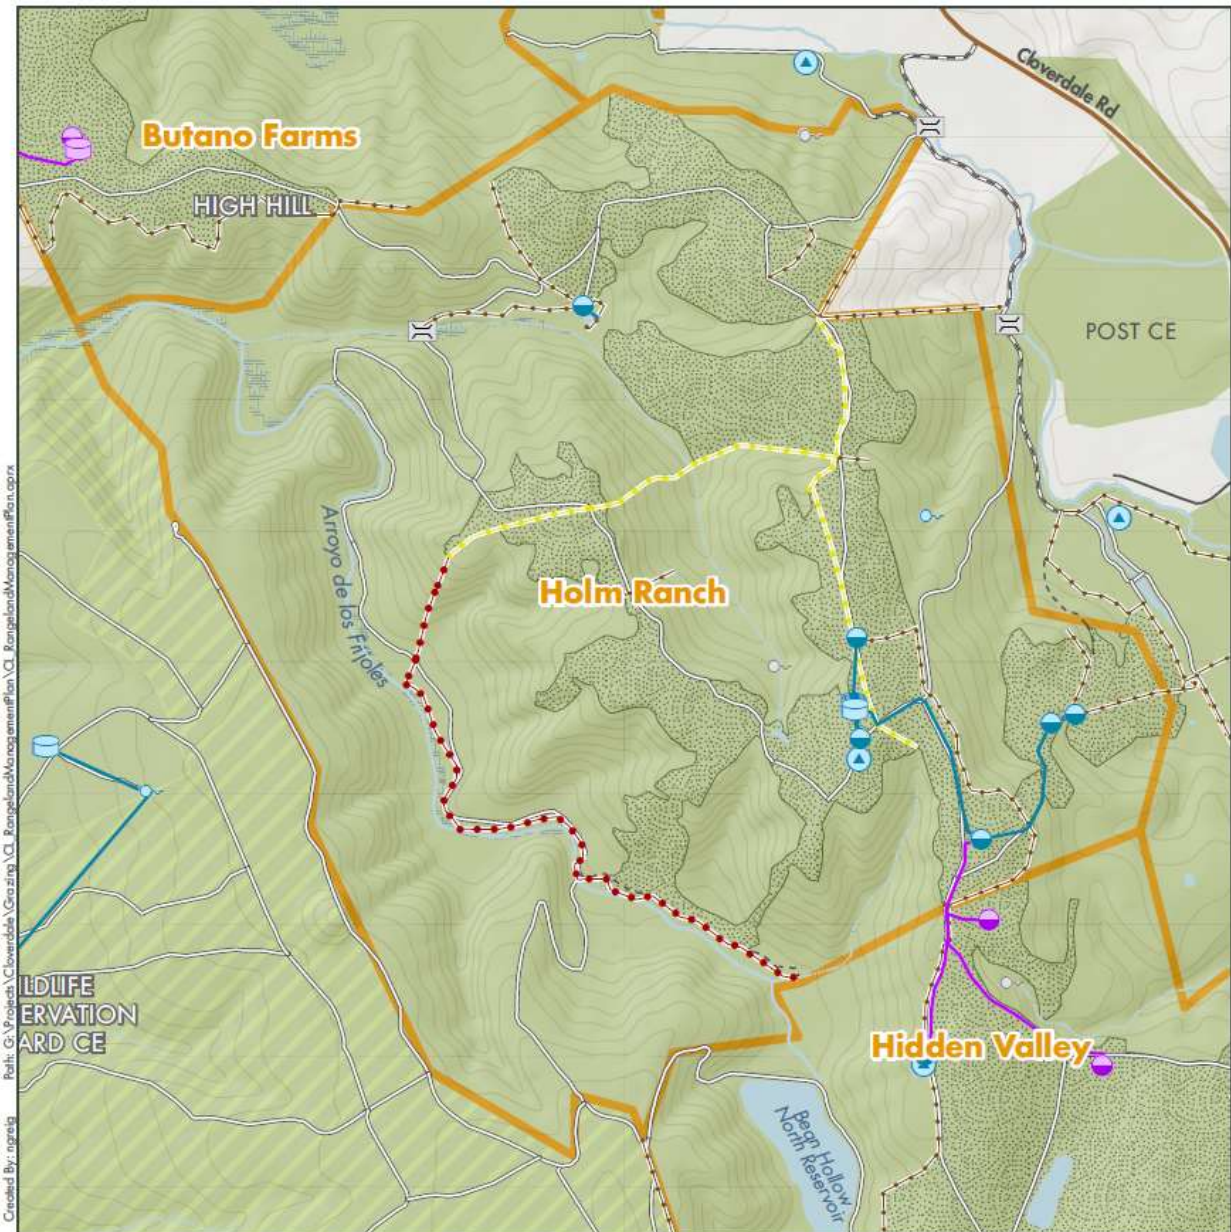 Cloverdale Rd
Butano Farms
HIGH HILL
POST CE
Arroyo de los Frijoles
Holm Ranch
ILDLIFE
ERVATION
ARD CE
Hidden Valley
Bean Hollow
North Reservoir
Created By: ngreig Path: G:\Projects\Cloverdale\Grazing\CL_RangelandManagementPlan\CL_RangelandManagementPlan.aprx